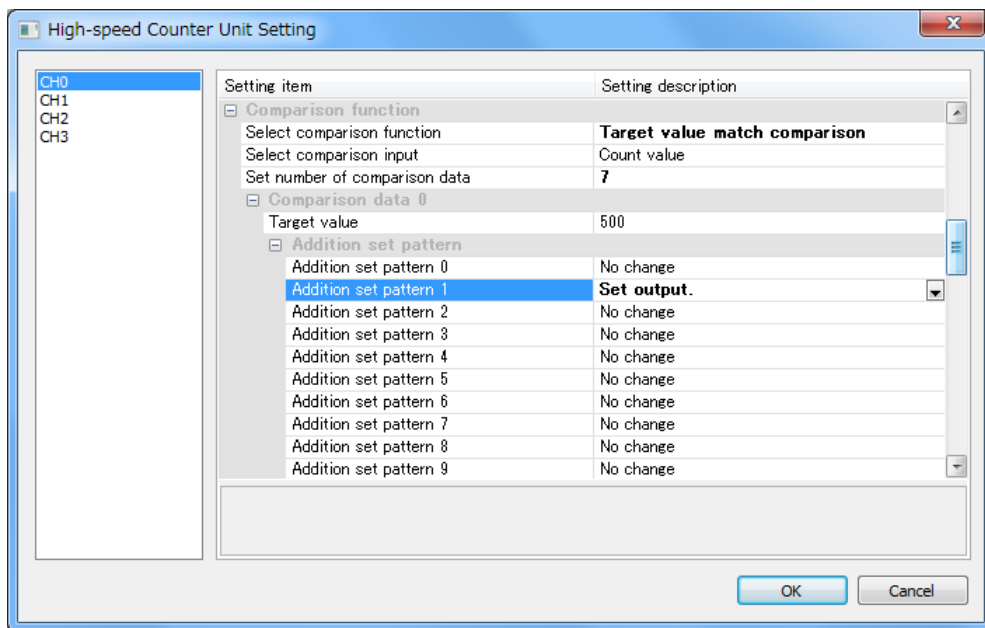 High-speed Counter Unit Setting
CH0
CH1
CH2
CH3
Setting item Setting description
Comparison function
Select comparison function Target value match comparison
Select comparison input Count value
Set number of comparison data 7
Comparison data 0
Target value 500
Addition set pattern
Addition set pattern 0 No change
Addition set pattern 1 Set output.
Addition set pattern 2 No change
Addition set pattern 3 No change
Addition set pattern 4 No change
Addition set pattern 5 No change
Addition set pattern 6 No change
Addition set pattern 7 No change
Addition set pattern 8 No change
Addition set pattern 9 No change
OK Cancel